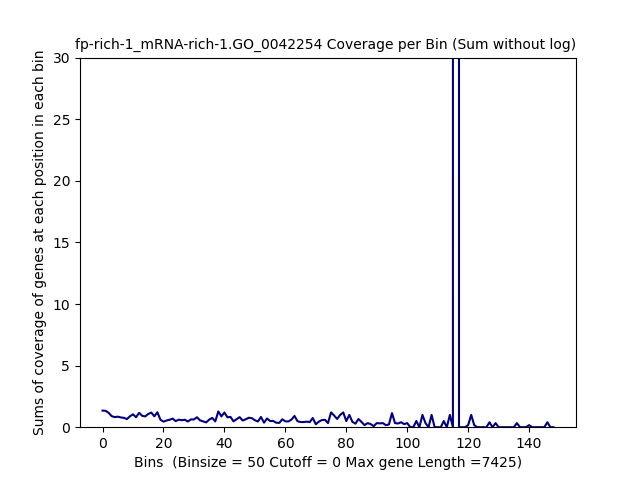 fp-rich-1_mRNA-rich-1.GO_0042254 Coverage per Bin (Sum without log)
Sums of coverage of genes at each position in each bin
30
25
20
15
10
5
0
0 20 40 60 80 100 120 140
Bins  (Binsize = 50 Cutoff = 0 Max gene Length =7425)